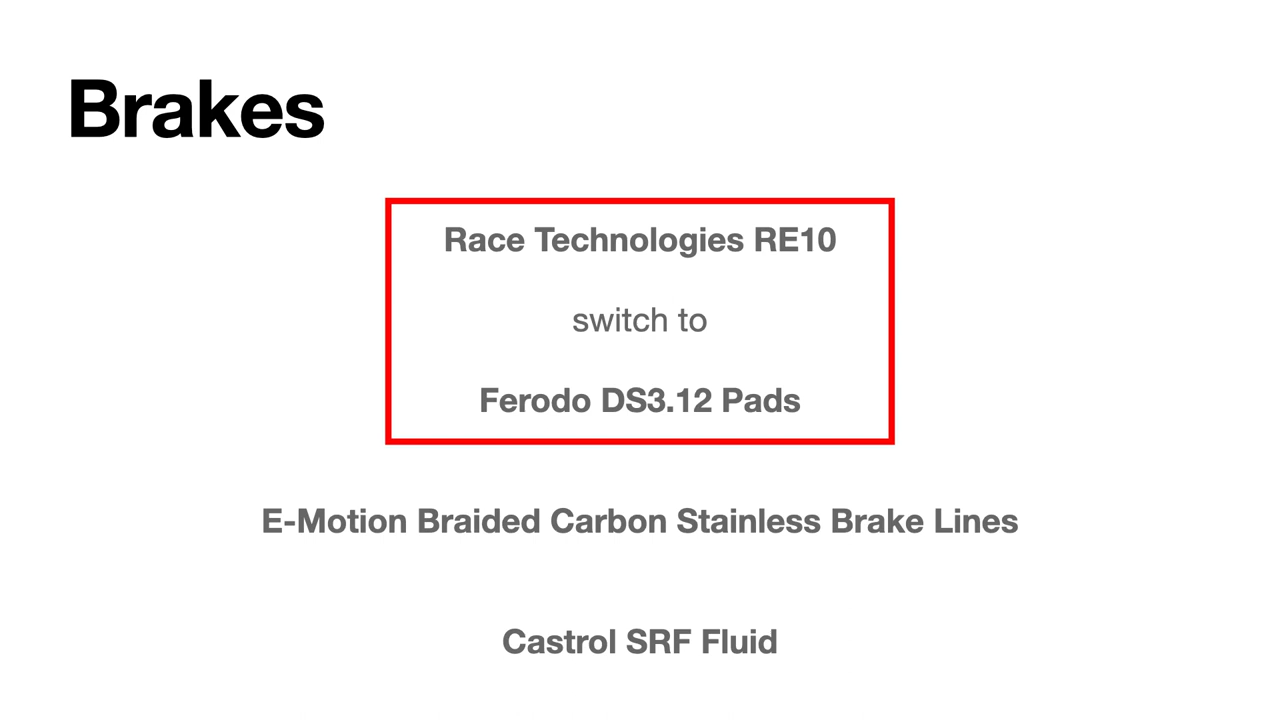 Brakes
Race Technologies RE10
switch to
Ferodo DS3.12 Pads
E-Motion Braided Carbon Stainless Brake Lines
Castrol SRF Fluid